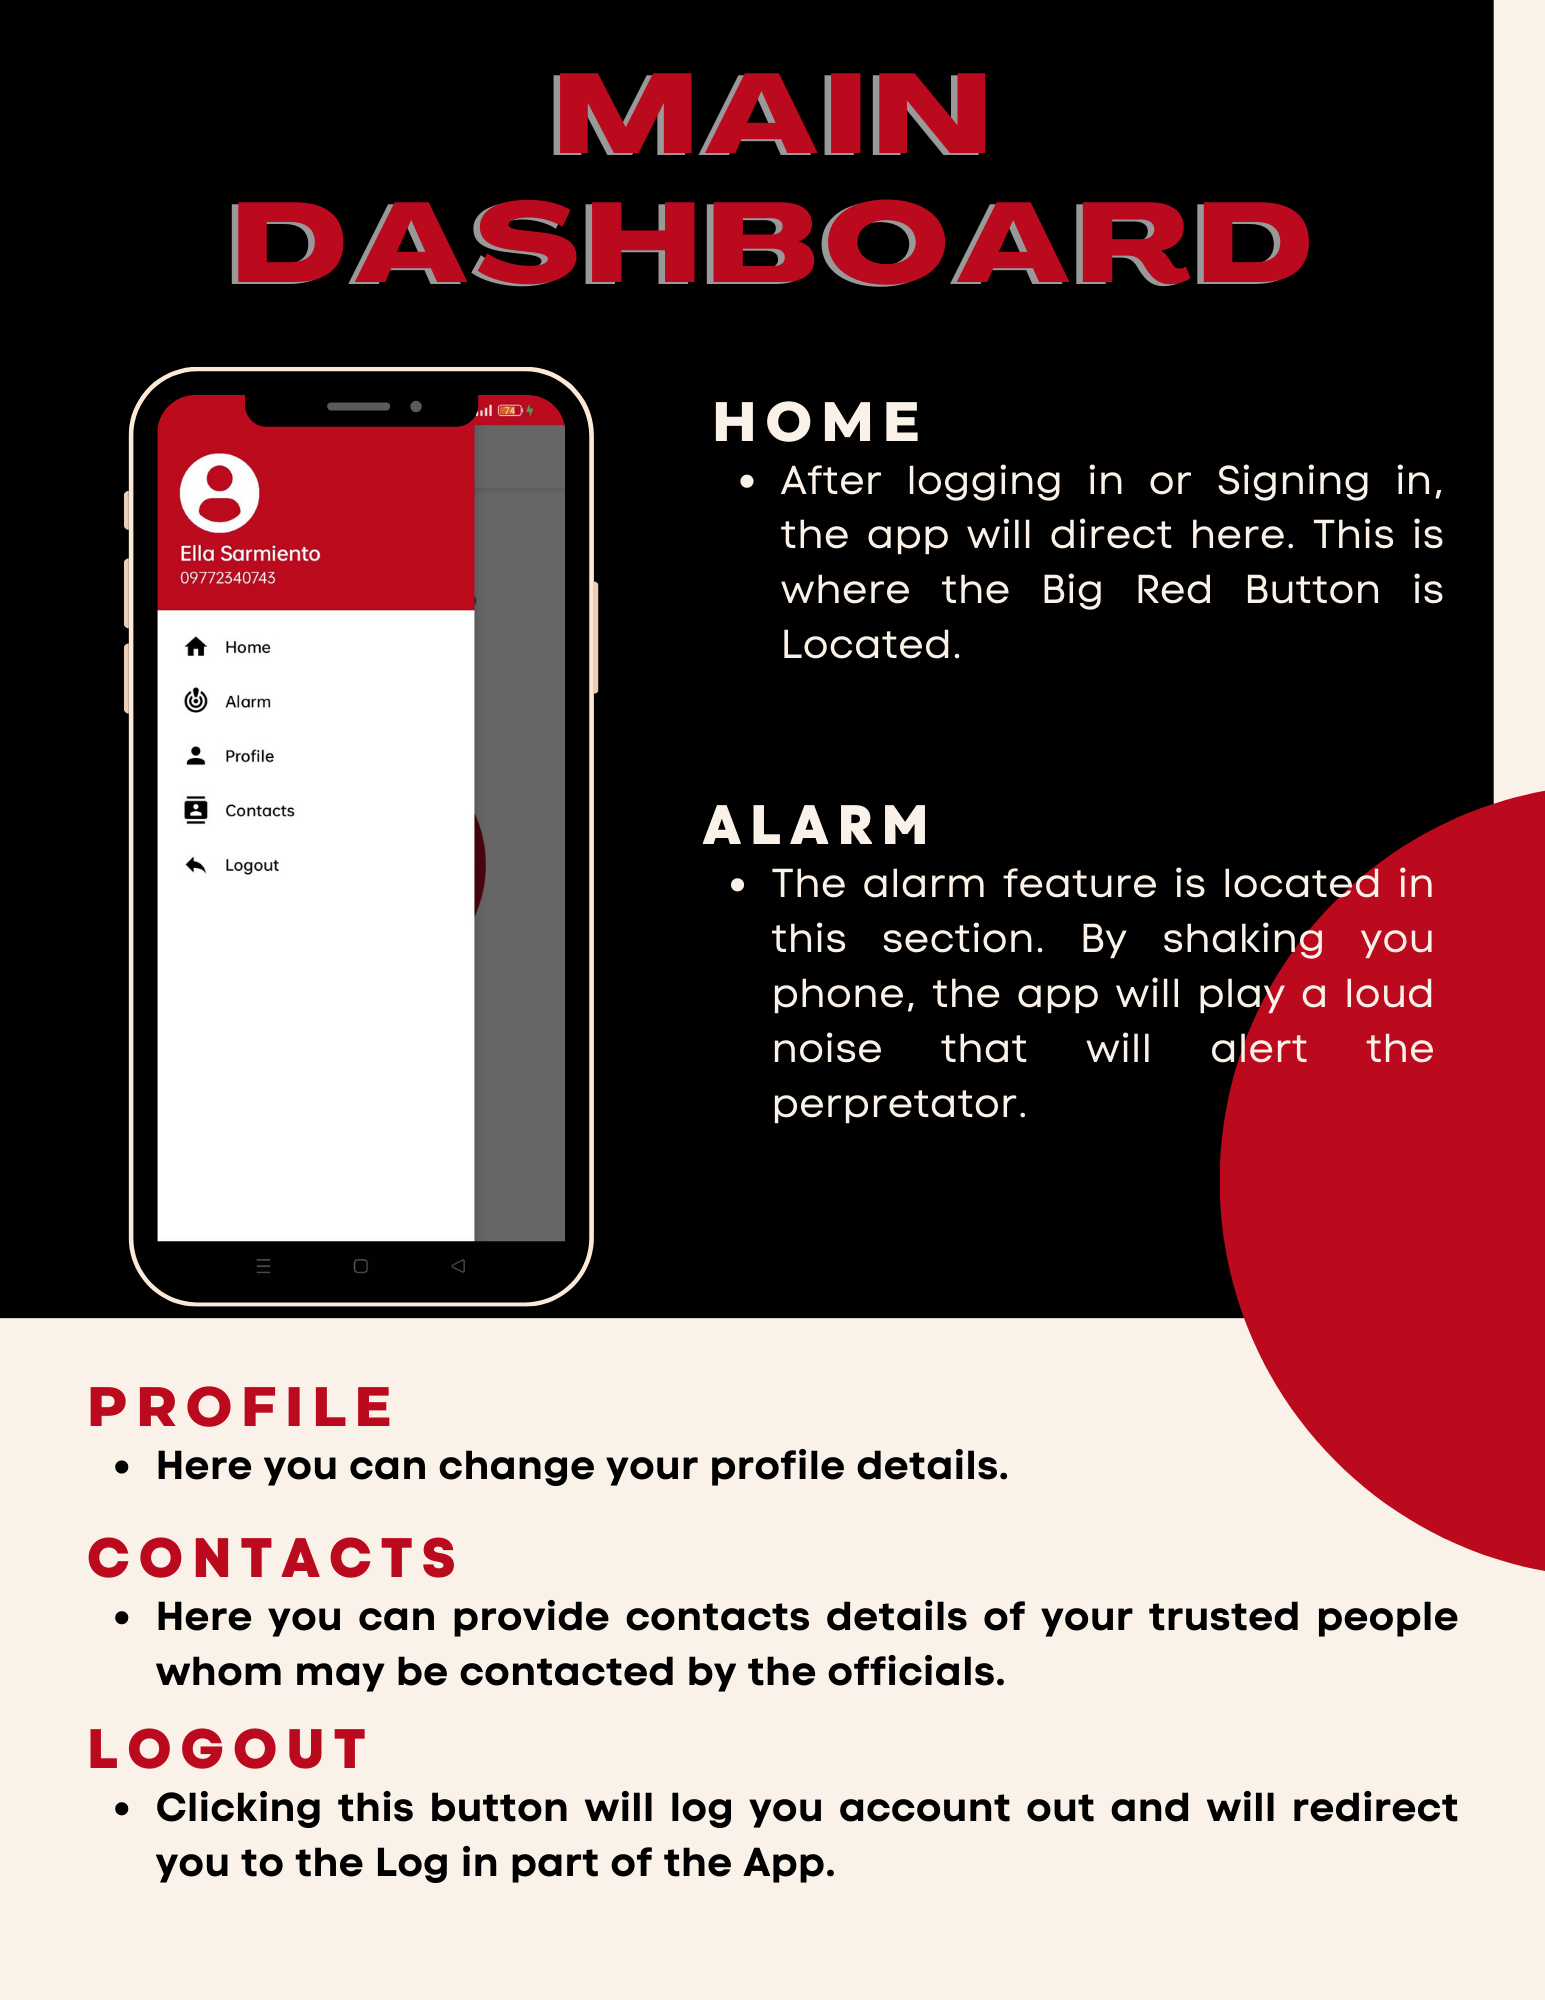 MAIN
DASHBOARD
74
Ella Sarmiento
09772340743
Home
Alarm
Profile
Contacts
Logout
HOME
• After logging in or Signing in,
the app will direct here. This is
where the Big Red Button is
Located.
ALARM
• The alarm feature is located in
this section. By shaking you
phone, the app will play a loud
noise that will alert the
perpretator.
PROFILE
• Here you can change your profile details.
CONTACTS
• Here you can provide contacts details of your trusted people
whom may be contacted by the officials.
LOGOUT
• Clicking this button will log you account out and will redirect
you to the Log in part of the App.